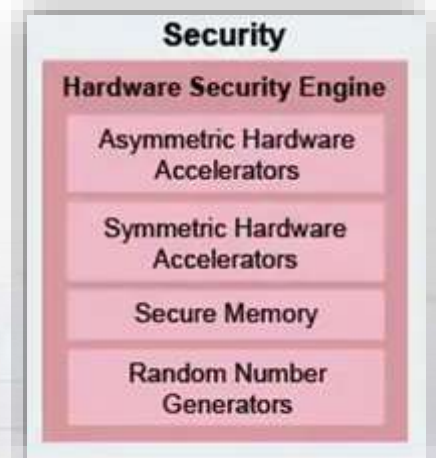 Security
Hardware Security Engine
Asymmetric Hardware
Accelerators
Symmetric Hardware
Accelerators
Secure Memory
Random Number
Generators